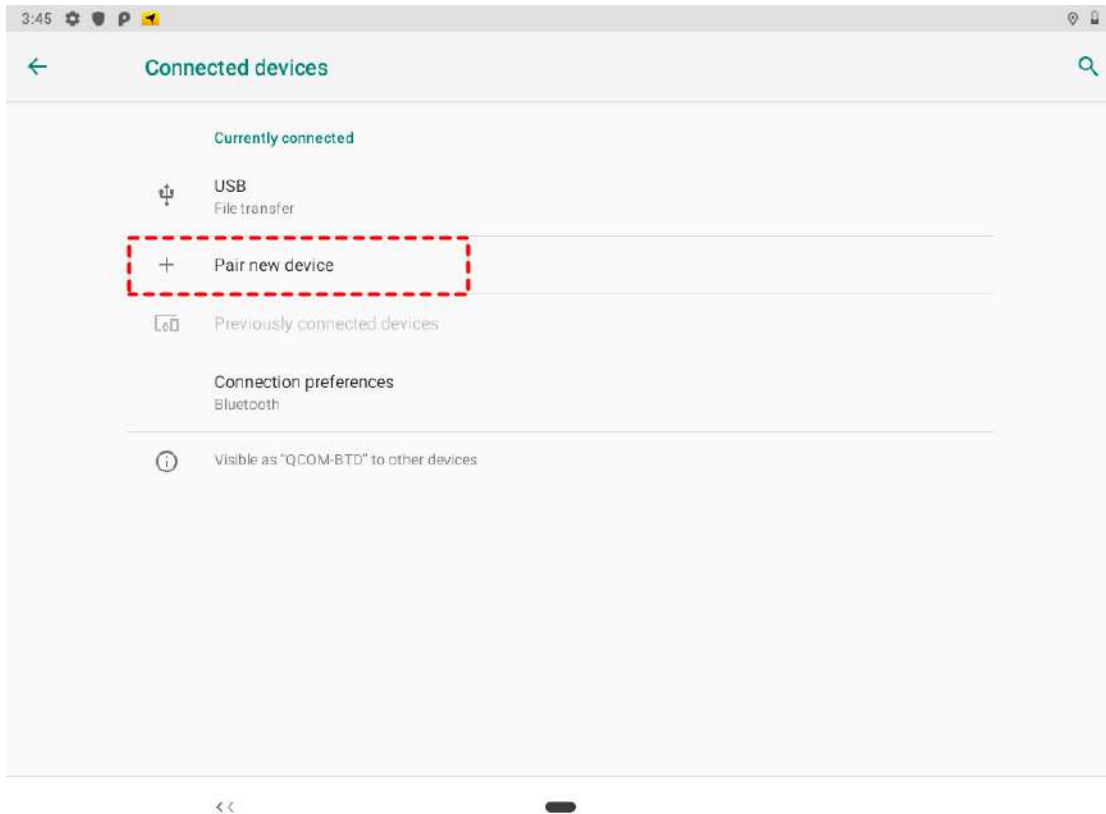 3:45
Connected devices
Currently connected
USB
File transfer
Pair new device
Previously connected devices
Connection preferences
Bluetooth
Visible as "QCOM-BTD" to other devices